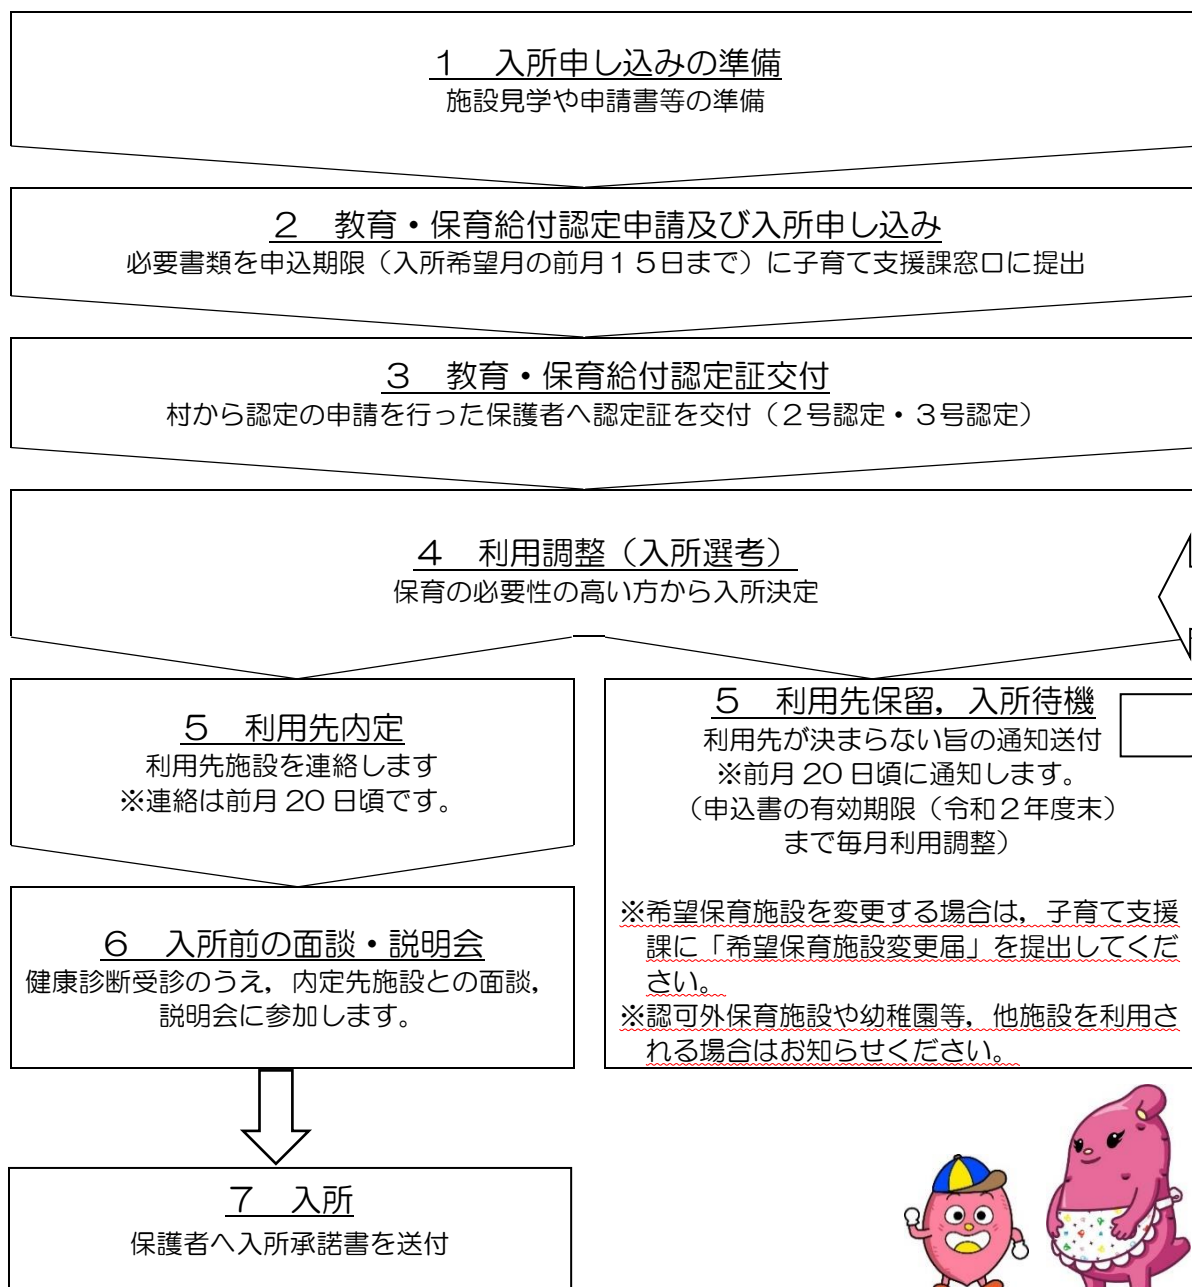 １　入所申し込みの準備
施設見学や申請書等の準備
２　教育・保育給付認定申請及び入所申し込み
必要書類を申込期限（入所希望月の前月１５日まで）に子育て支援課窓口に提出
３　教育・保育給付認定証交付
村から認定の申請を行った保護者へ認定証を交付（２号認定・３号認定）
４　利用調整（入所選考）
保育の必要性の高い方から入所決定
５　利用先内定
利用先施設を連絡します
※連絡は前月 20 日頃です。
５　利用先保留，入所待機
利用先が決まらない旨の通知送付
※前月 20 日頃に通知します。
（申込書の有効期限（令和２年度末）
まで毎月利用調整）
※希望保育施設を変更する場合は，子育て支援
課に「希望保育施設変更届」を提出してくだ
さい。
※認可外保育施設や幼稚園等，他施設を利用さ
れる場合はお知らせください。
６　入所前の面談・説明会
健康診断受診のうえ，内定先施設との面談，
説明会に参加します。
７　入所
保護者へ入所承諾書を送付